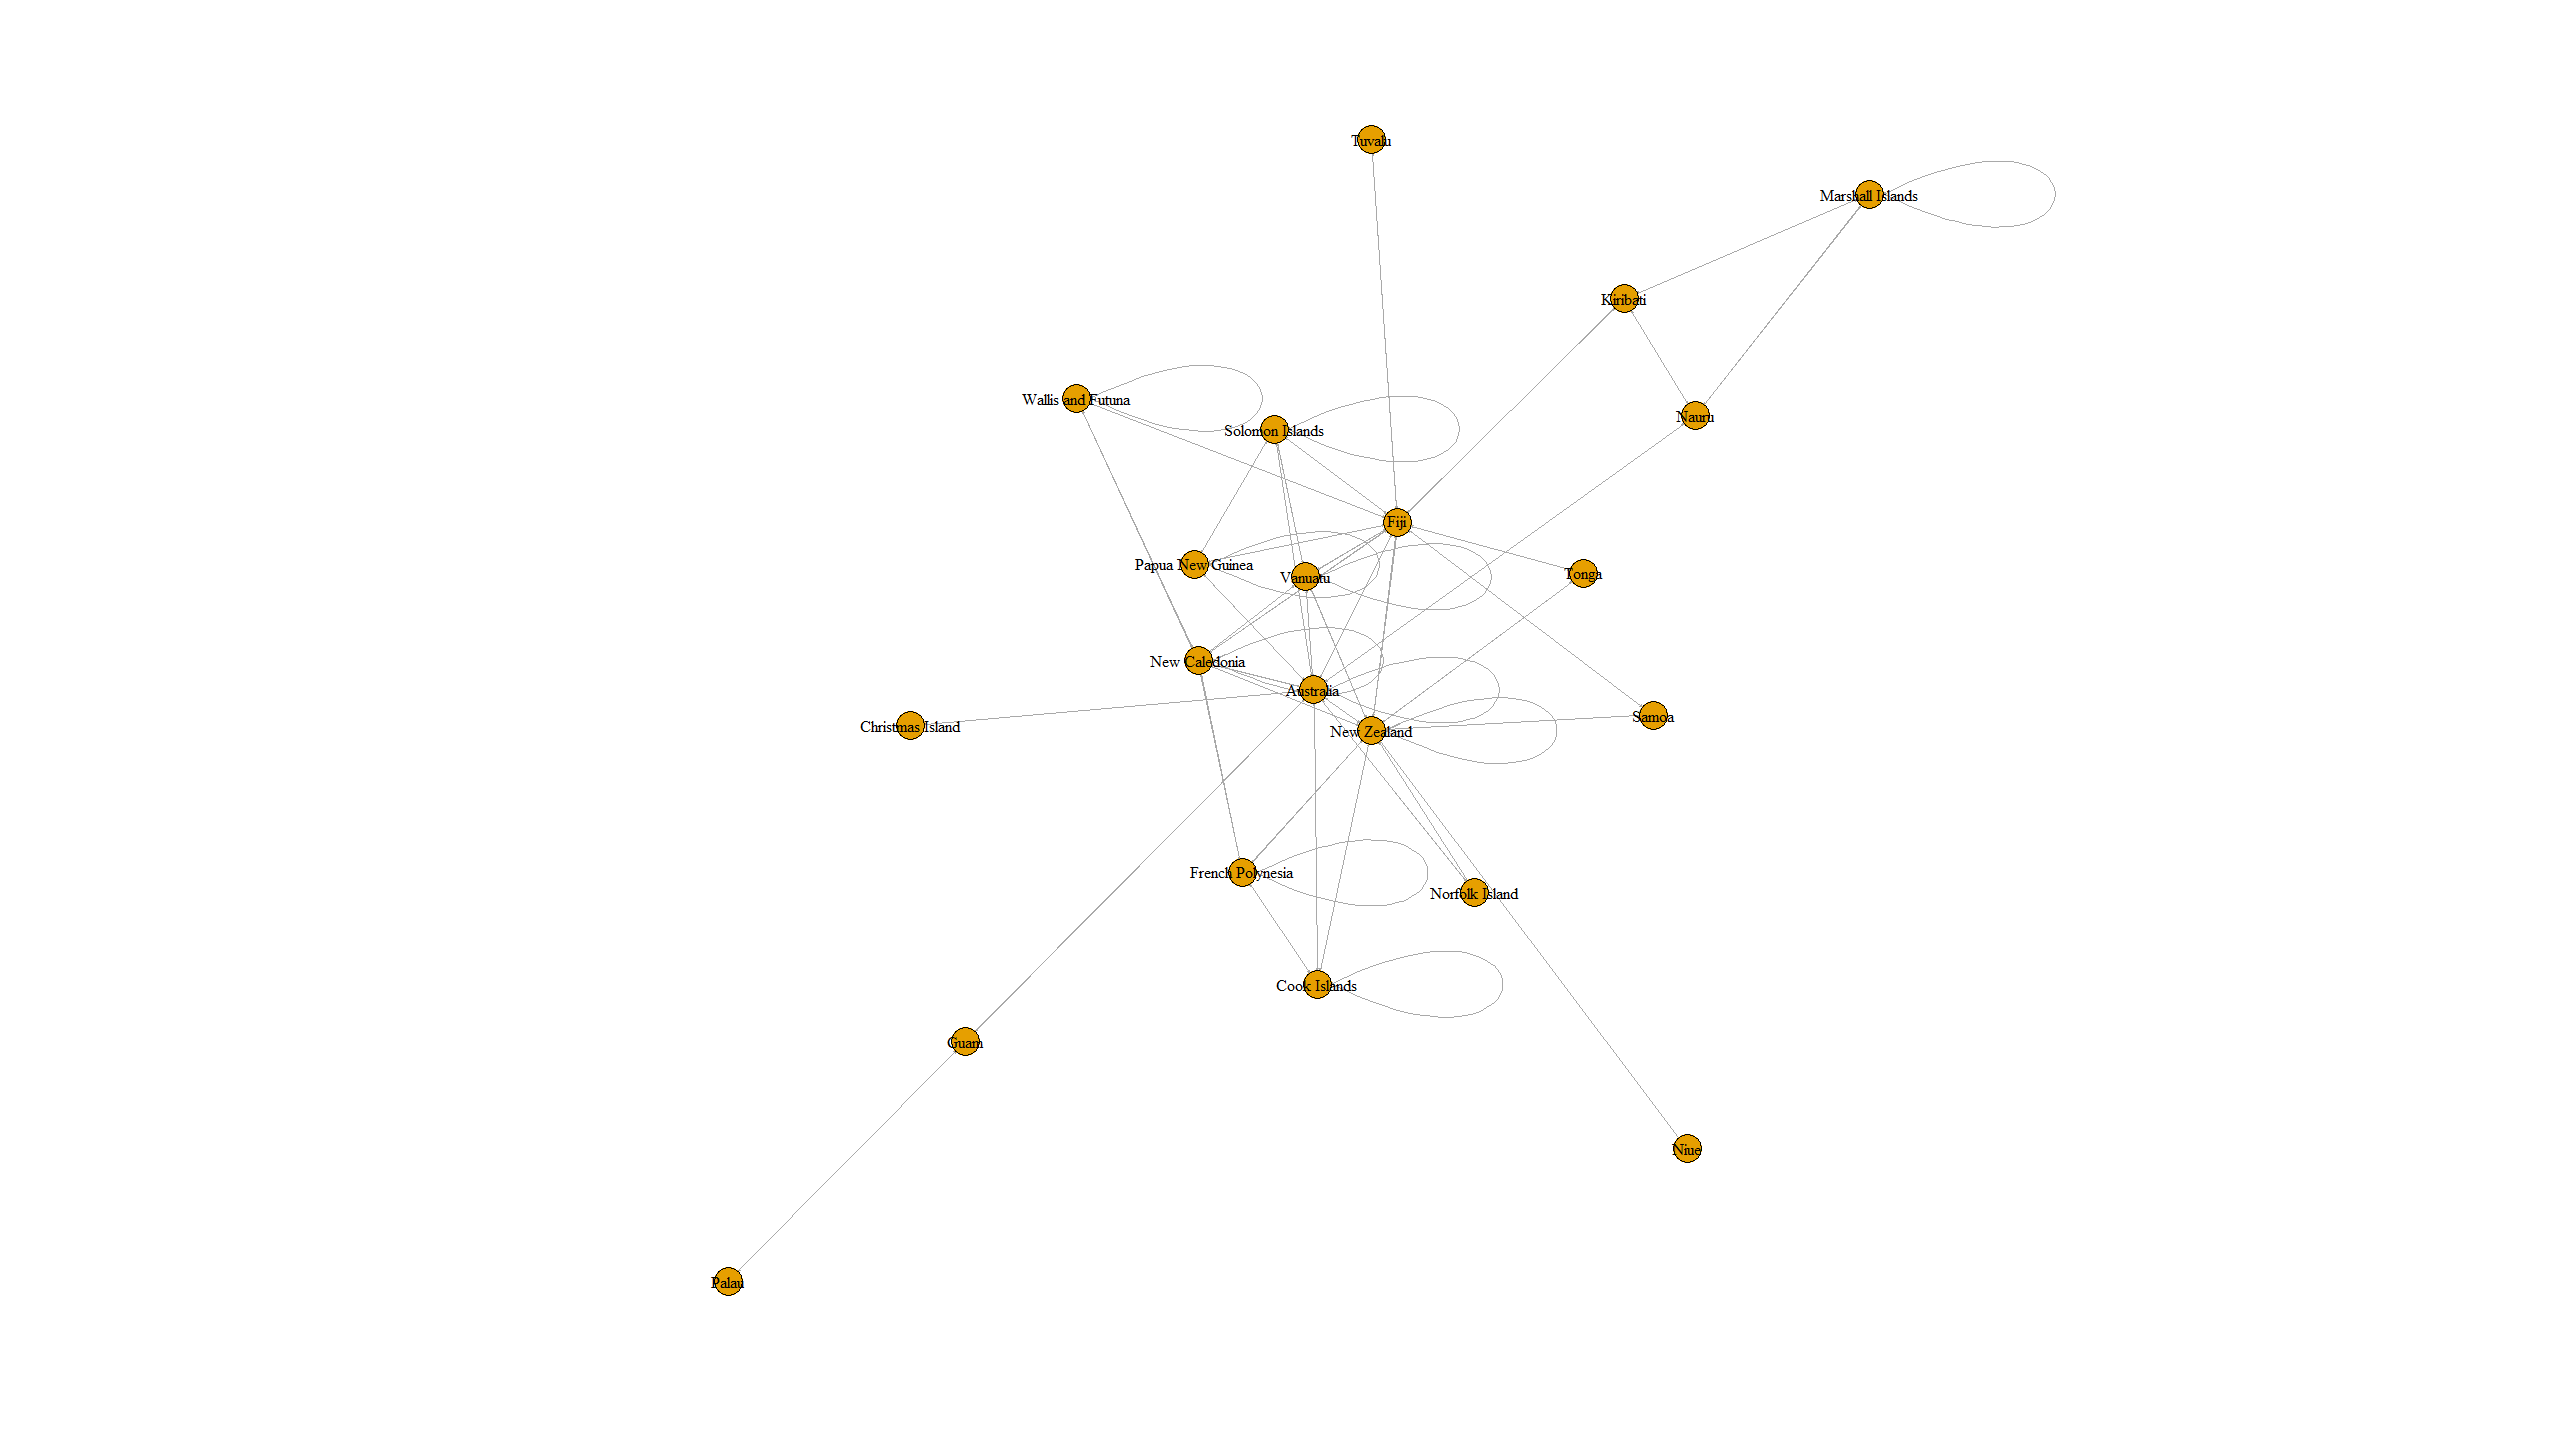 Tuvalu
Marshall Islands
Kiribati
Wallis and Futuna
Nauru
Solomon Islands
Fiji
Papua New Guinea
Tonga
Vanuatu
New Caledonia
Australia
Samoa
Christmas Island
New Zealand
French Polynesia
Norfolk Island
Cook Islands
Guam
Niue
Palau